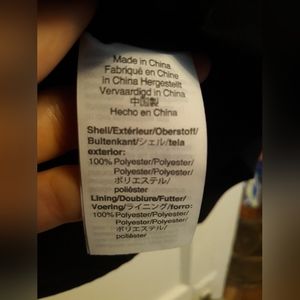 Made in China
Fabriqué en Chine
in China Hergestellt
Vervaardigd in China
中国製
Hecho en China
Shell/Extérieur/Oberstoff/
Buitenkant/シェル/tela
exterior:
100% Polyester/Polyester/
Polyester/Polyester/
ポリエステル/
poliéster
Lining/Doublure/Futter/
Voering/ライニング/forro:
100% Polyester/Polyester/
Polyester/Polyester/
ポリエステル/
poliéster